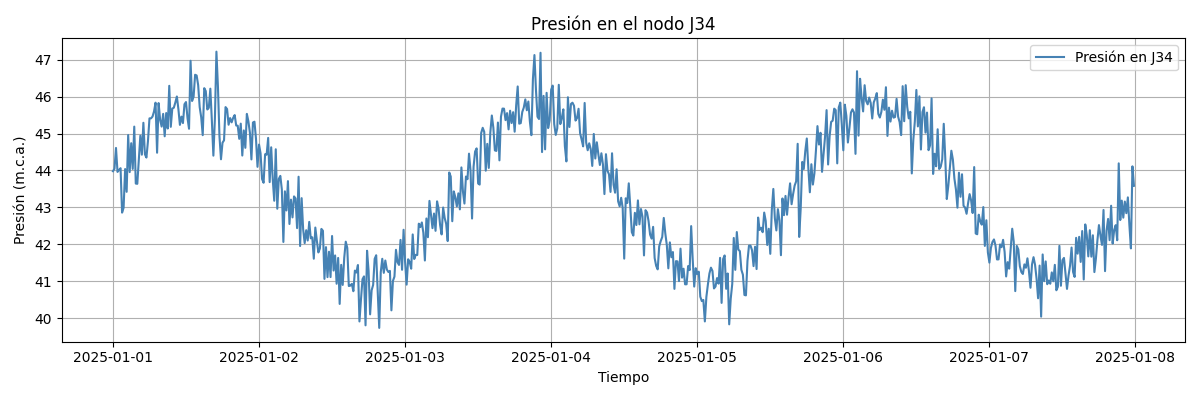 Presión en el nodo J34
Presión en J34
Presión (m.c.a.)
47
46
45
44
43
42
41
40
2025-01-01 2025-01-02 2025-01-03 2025-01-04 2025-01-05 2025-01-06 2025-01-07 2025-01-08
Tiempo